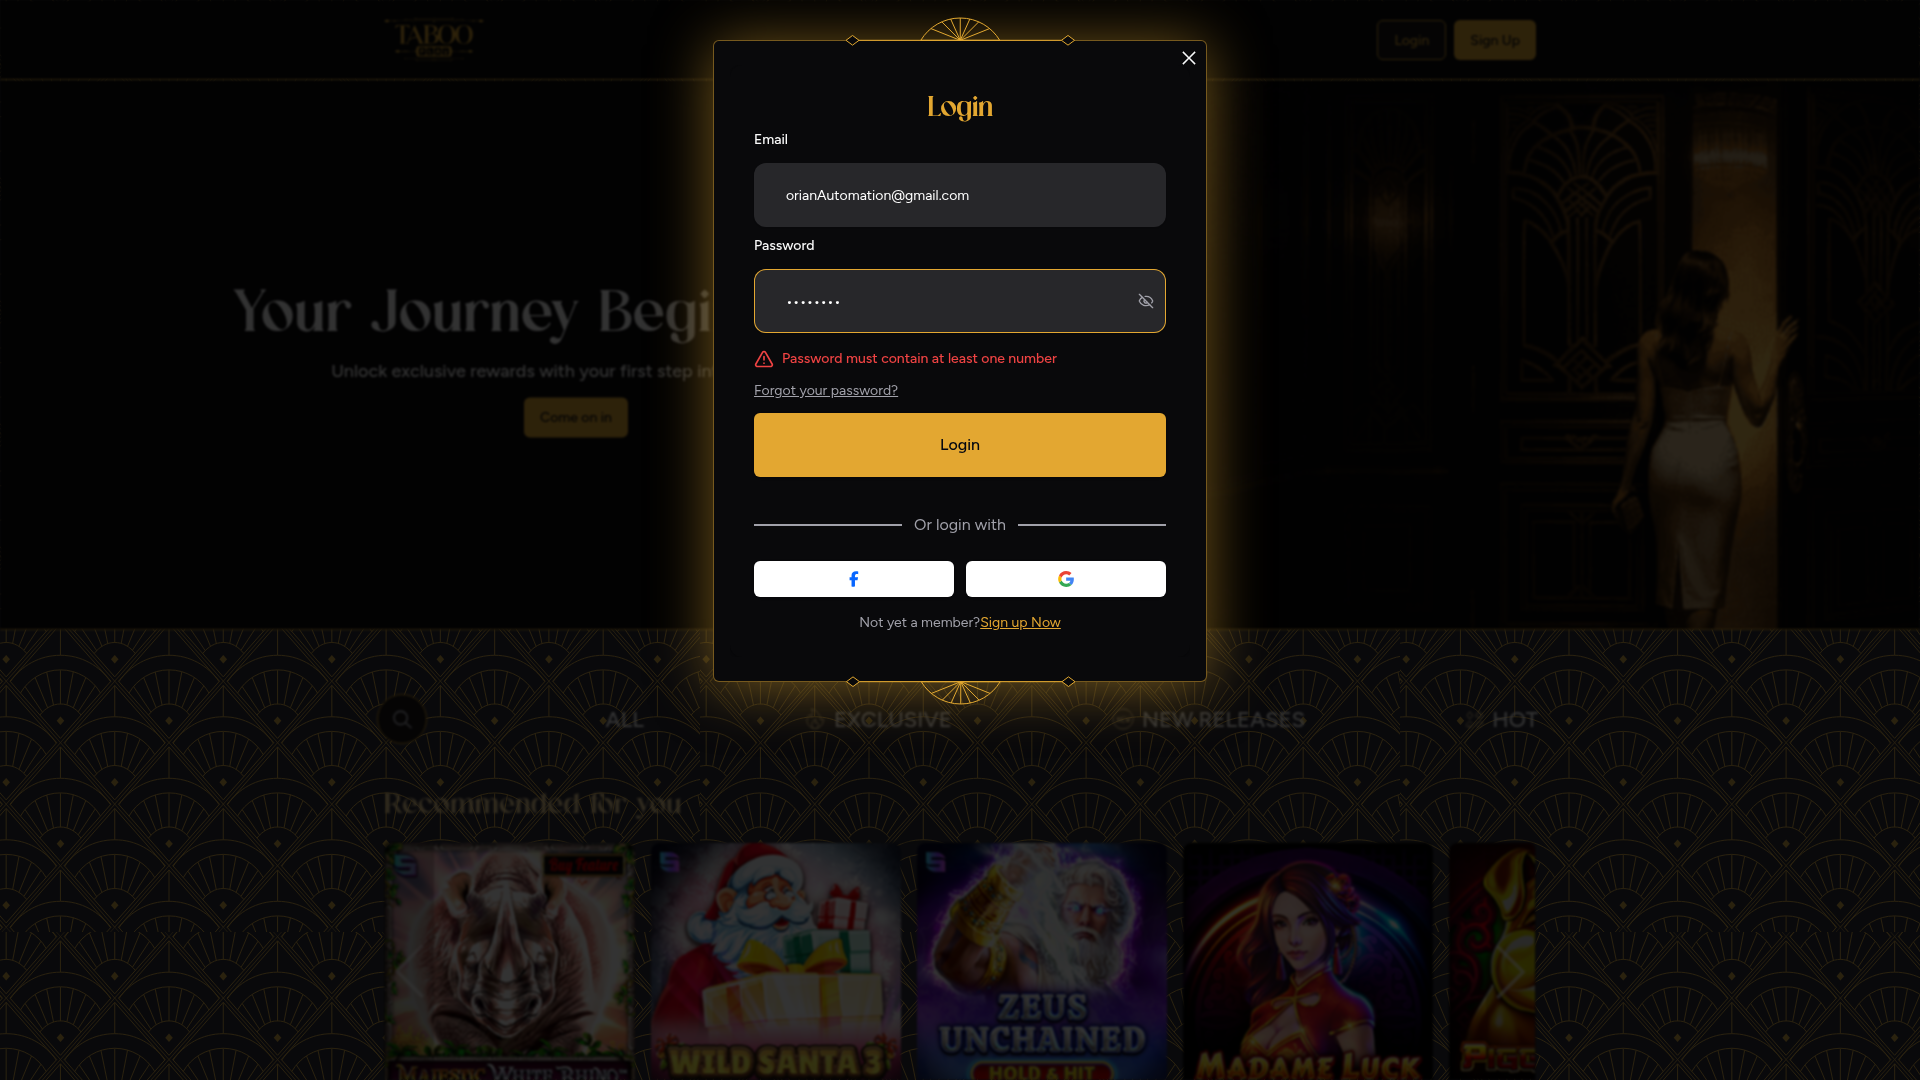 TABOO
Login
Sign Up
Login
Email
orianAutomation@gmail.com
Password
••••••••
Password must contain at least one number
Forgot your password?
Login
Or login with
Not yet a member?Sign up Now
Your Journey Begi
Unlock exclusive rewards with your first step in
Come on in
ALL
EXCLUSIVE
NEW RELEASES
HOT
Recommended for you
Buy Feature
MAJESTIC WHITE RHINO
WILD SANTA 3
ZEUS
UNCHAINED
HOLD & HIT
MADAME LUCK